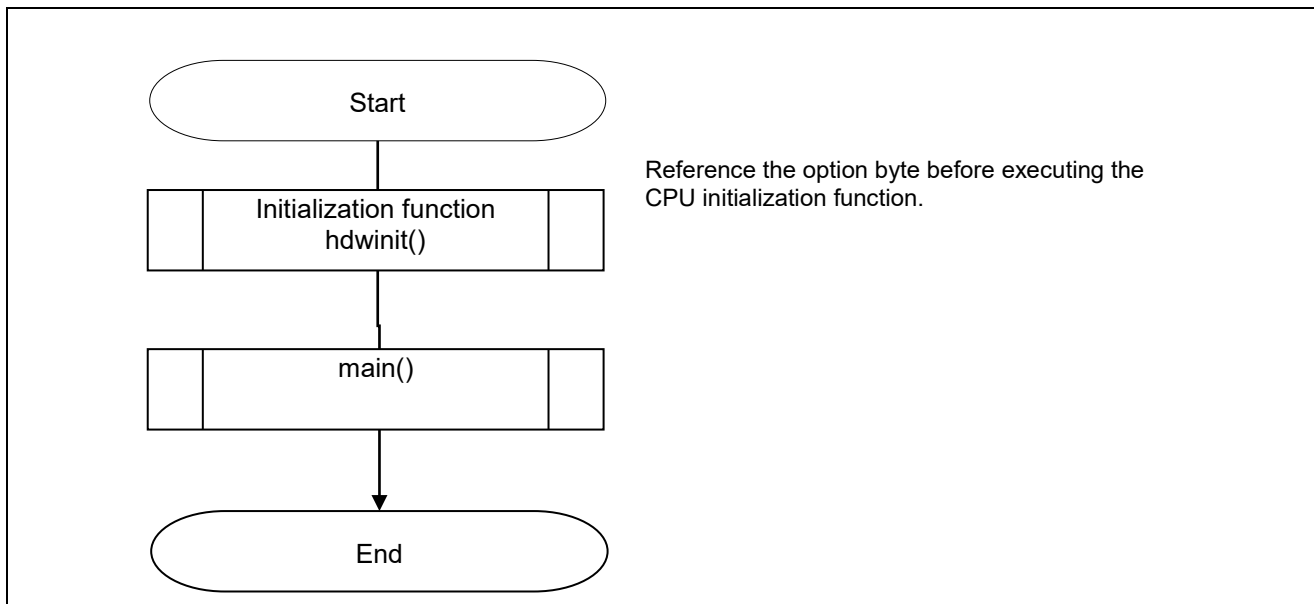 Start
Reference the option byte before executing the
CPU initialization function.
Initialization function
hdwinit()
main()
End